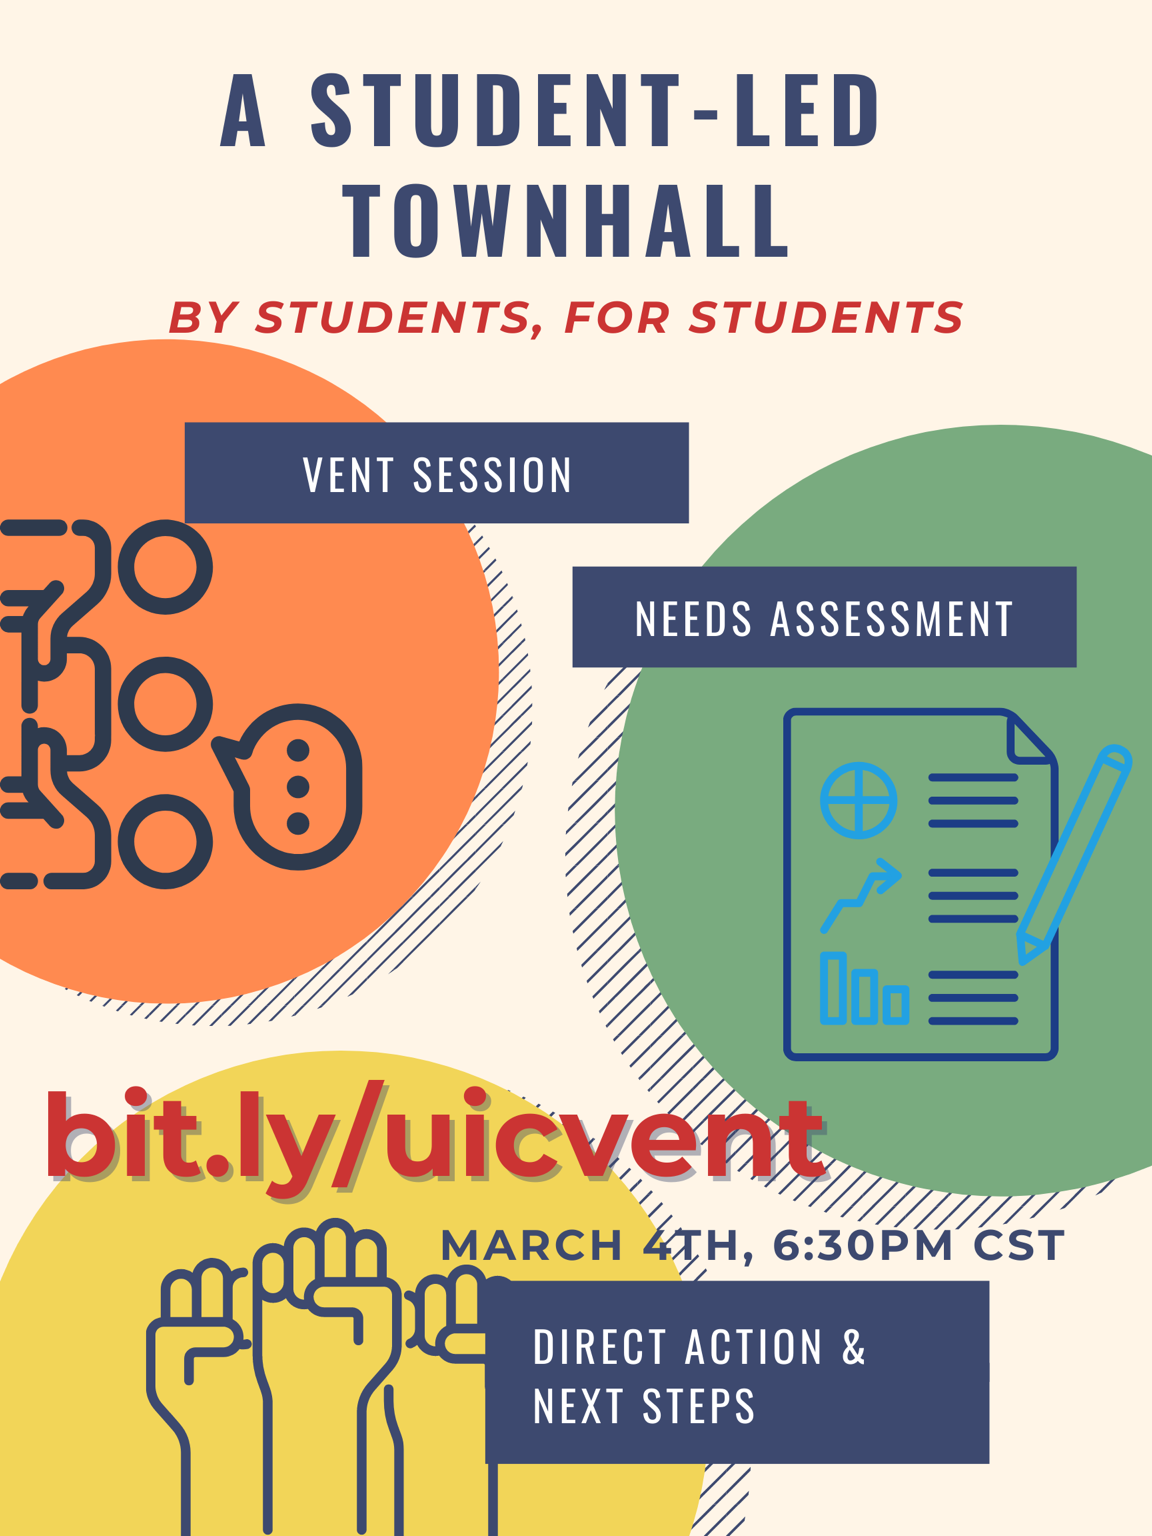 A STUDENT-LED
TOWNHALL
BY STUDENTS, FOR STUDENTS
VENT SESSION
NEEDS ASSESSMENT
bit.ly/uicvent
MARCH 4TH, 6:30PM CST
DIRECT ACTION &
NEXT STEPS